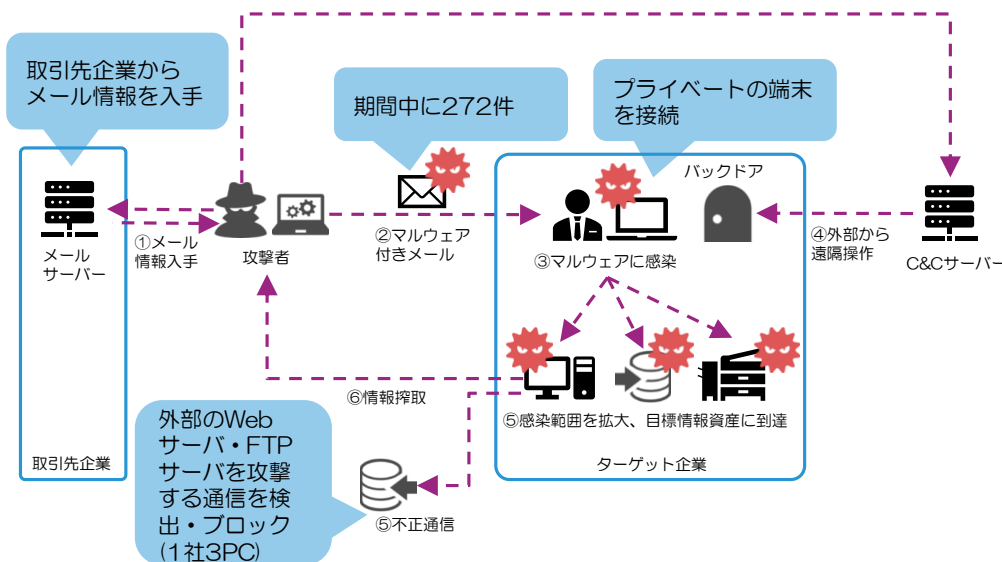 取引先企業から
メール情報を入手
期間中に272件
プライベートの端末
を接続
バックドア
メール
サーバー
①メール
情報入手
攻撃者
②マルウェア
付きメール
③マルウェアに感染
④外部から
遠隔操作
C&Cサーバー
⑥情報搾取
⑤感染範囲を拡大、目標情報資産に到達
取引先企業
ターゲット企業
外部のWeb
サーバ・FTP
サーバを攻撃
する通信を検
出・ブロック
(1社3PC)
⑤不正通信